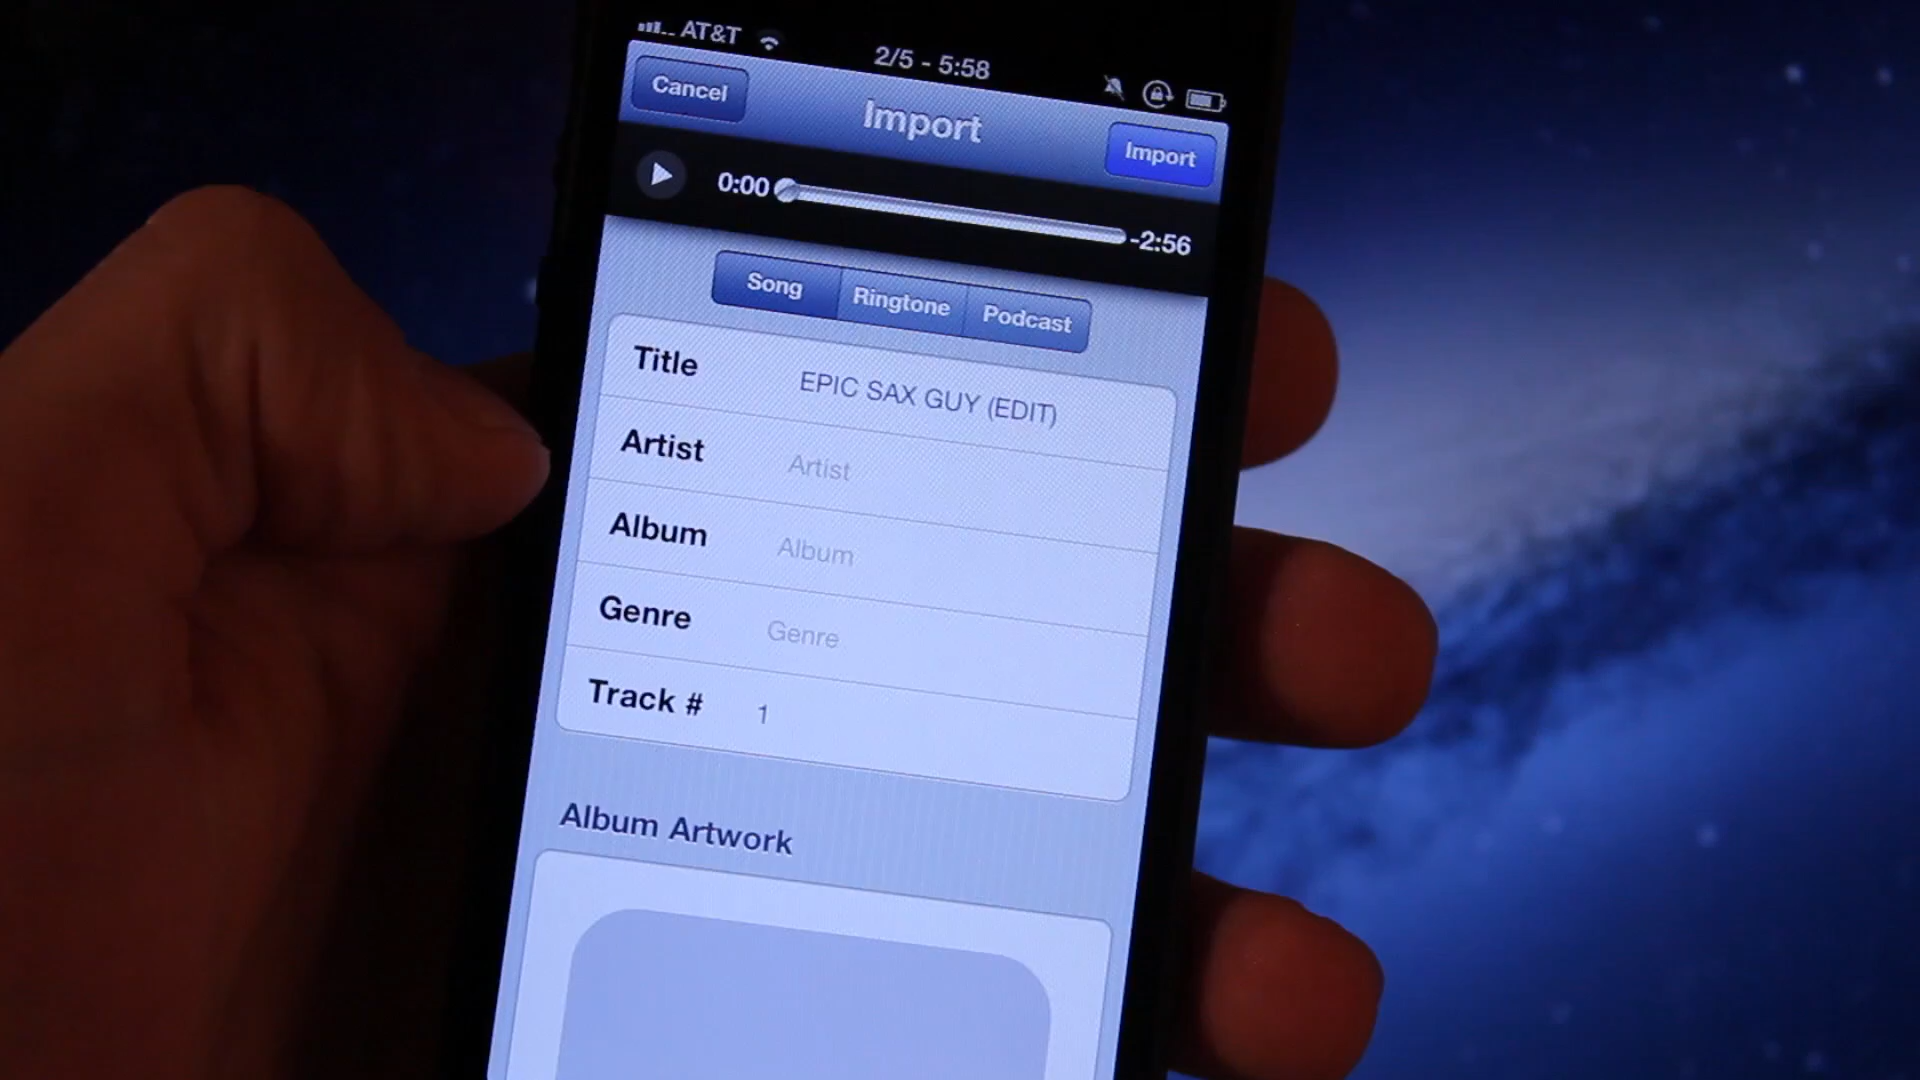 AT&T
2/5 - 5:58
Cancel
Import
Import
0:00
-2:56
Song
Ringtone
Podcast
Title EPIC SAX GUY (EDIT)
Artist Artist
Album Album
Genre Genre
Track # 1
Album Artwork